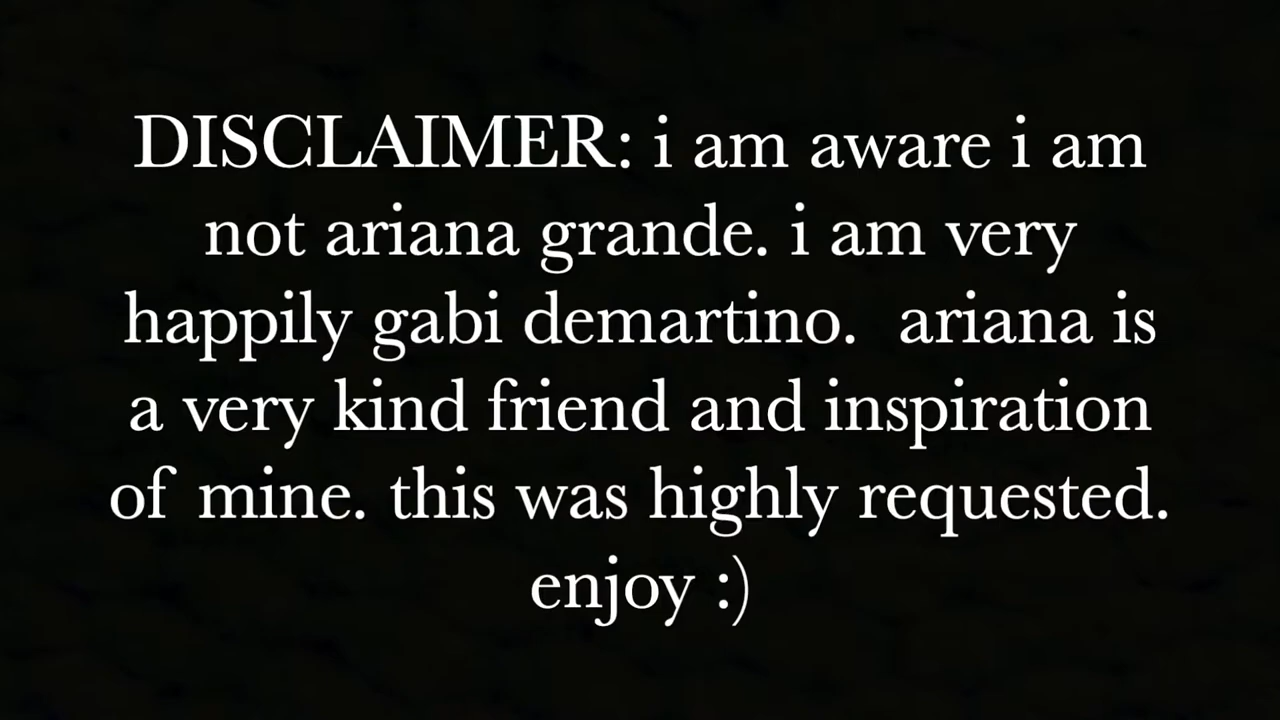 DISCLAIMER: i am aware i am
not ariana grande. i am very
happily gabi demartino.  ariana is
a very kind friend and inspiration
of mine. this was highly requested.
enjoy :)